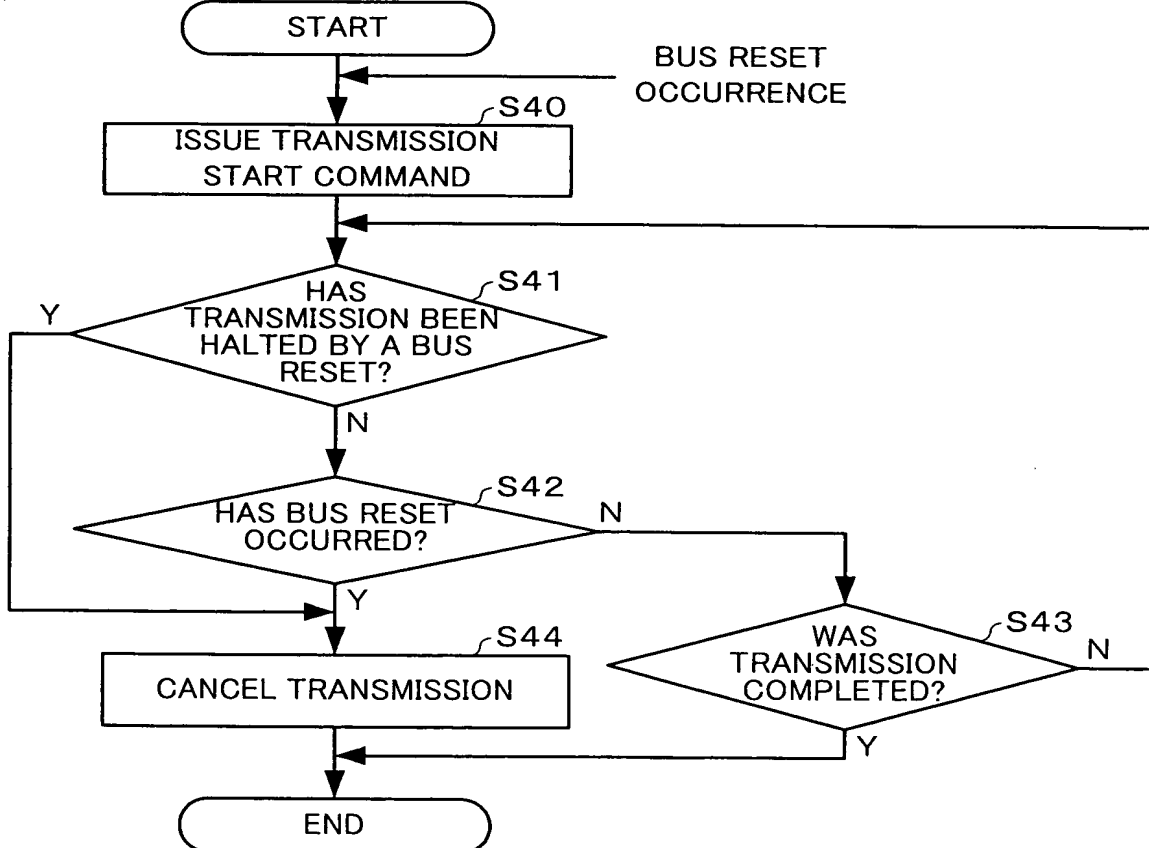 START
BUS RESET
OCCURRENCE
S40
ISSUE TRANSMISSION
START COMMAND
S41
HAS
TRANSMISSION BEEN
HALTED BY A BUS
RESET?
Y
N
S42
HAS BUS RESET
OCCURRED?
N
Y
S43
WAS
TRANSMISSION
COMPLETED?
N
Y
S44
CANCEL TRANSMISSION
END